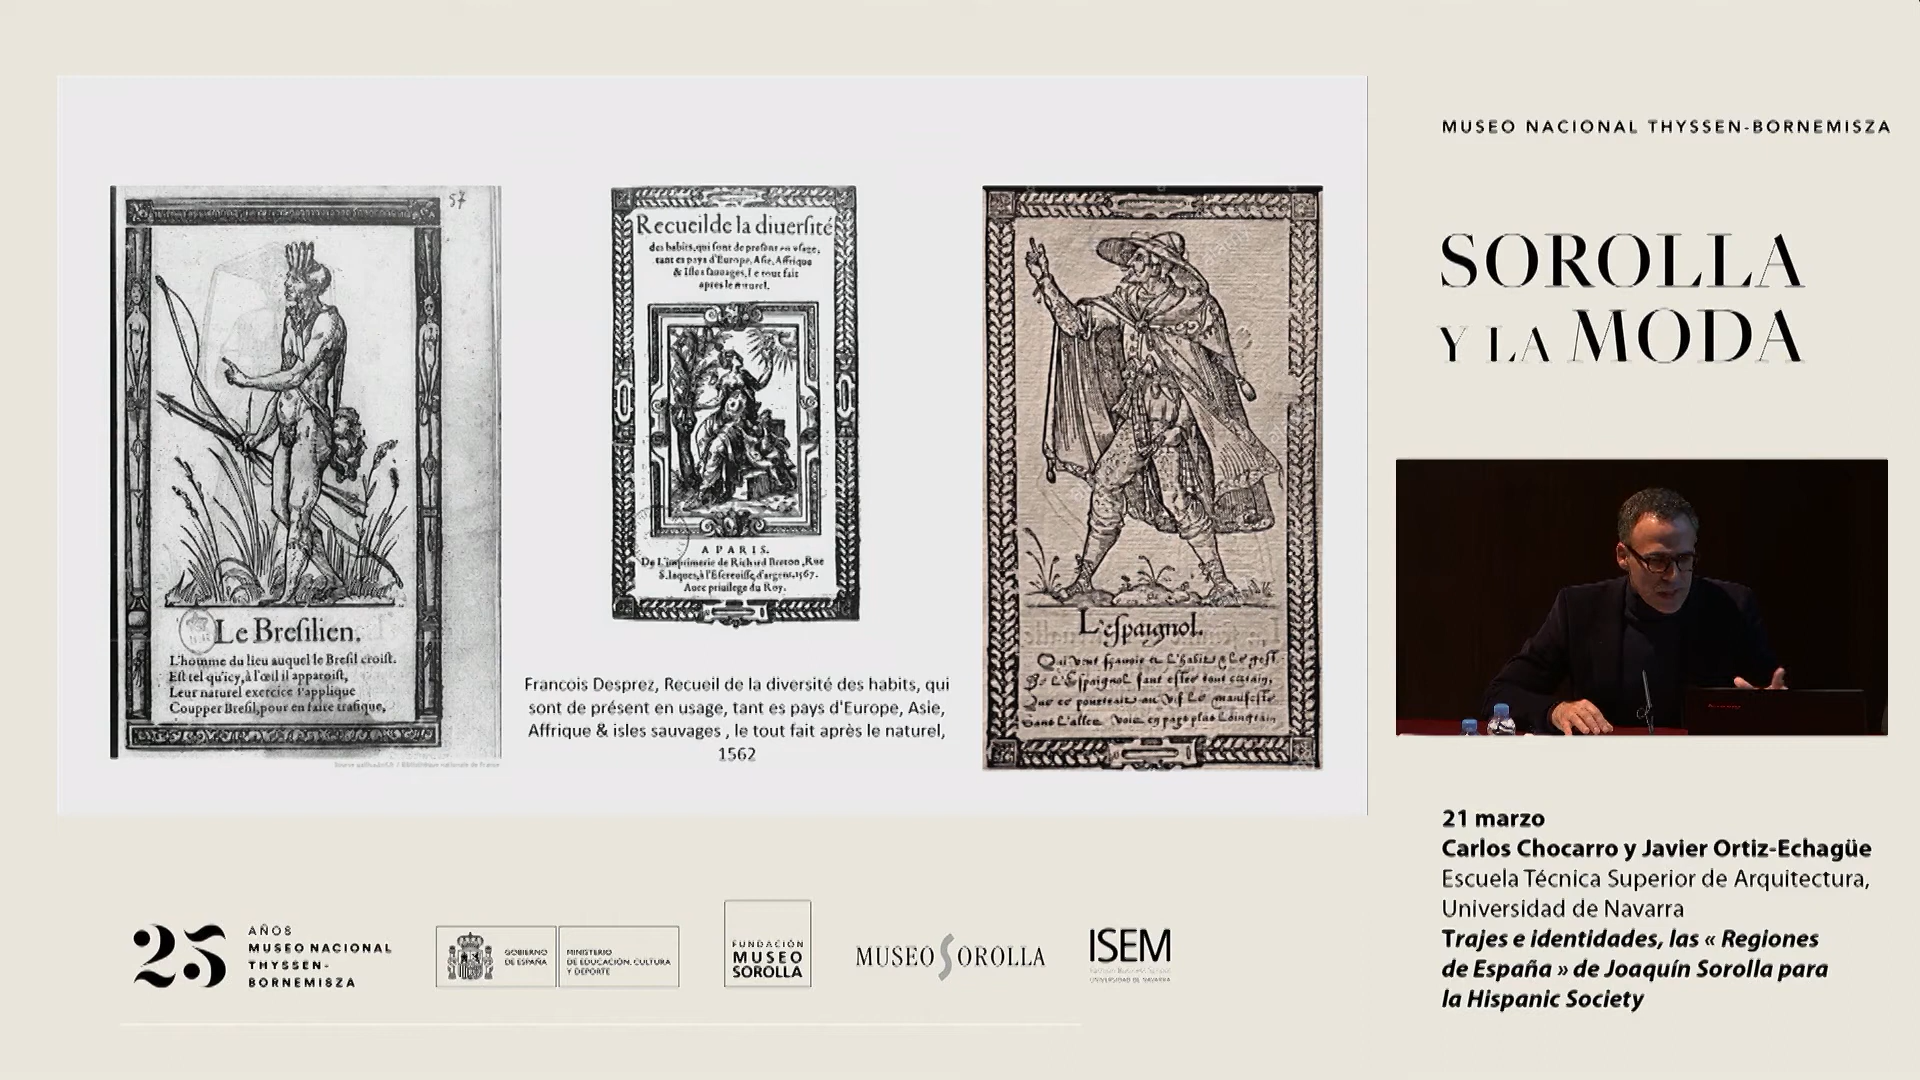 57
Le Bresilien.
L'homme du lieu auquel le Bresil croist.
Est tel qu'icy, à l'œil il apparoist,
Leur naturel exercice s'applique
Coupper Bresil, pour en faire trafique,
Recueil de la diuersité
des habits, qui sont de present en vsage,
tant es pays d'Europe, Asie, Affrique
& Isles sauuages, Le tout fait
apres le naturel.
A PARIS.
De L'imprimerie de Richard Breton, Rue
S. Iaques, à l'Escreuisse d'argent. 1567.
Auec priuilege du Roy.
Francois Desprez, Recueil de la diversité des habits, qui
sont de présent en usage, tant es pays d'Europe, Asie,
Affrique & isles sauvages , le tout fait après le naturel,
1562
L'espaignol.
MUSEO NACIONAL THYSSEN-BORNEMISZA
SOROLLA
Y LA MODA
21 marzo
Carlos Chocarro y Javier Ortiz-Echagüe
Escuela Técnica Superior de Arquitectura,
Universidad de Navarra
Trajes e identidades, las « Regiones
de España » de Joaquín Sorolla para
la Hispanic Society
25 AÑOS
MUSEO NACIONAL
THYSSEN-
BORNEMISZA
GOBIERNO
DE ESPAÑA
MINISTERIO
DE EDUCACIÓN, CULTURA
Y DEPORTE
FUNDACIÓN
MUSEO
SOROLLA
MUSEO SOROLLA
ISEM
UNIVERSIDAD DE NAVARRA